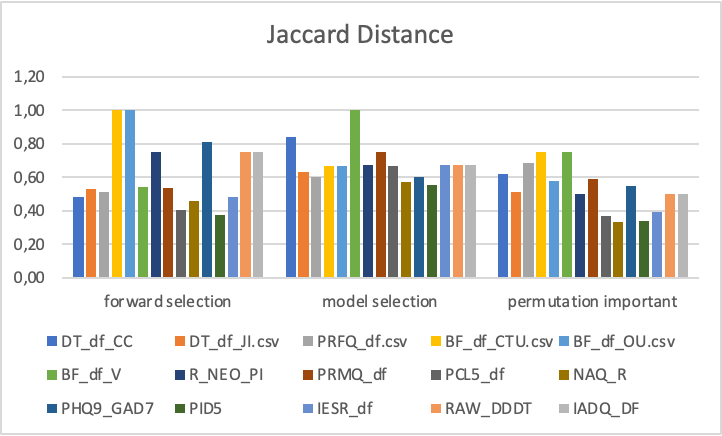 Jaccard Distance
1,20
1,00
0,80
0,60
0,40
0,20
0,00
forward selection model selection permutation important
DT_df_CC DT_df_JI.csv PRFQ_df.csv BF_df_CTU.csv BF_df_OU.csv
BF_df_V R_NEO_PI PRMQ_df PCL5_df NAQ_R
PHQ9_GAD7 PID5 IESR_df RAW_DDDT IADQ_DF